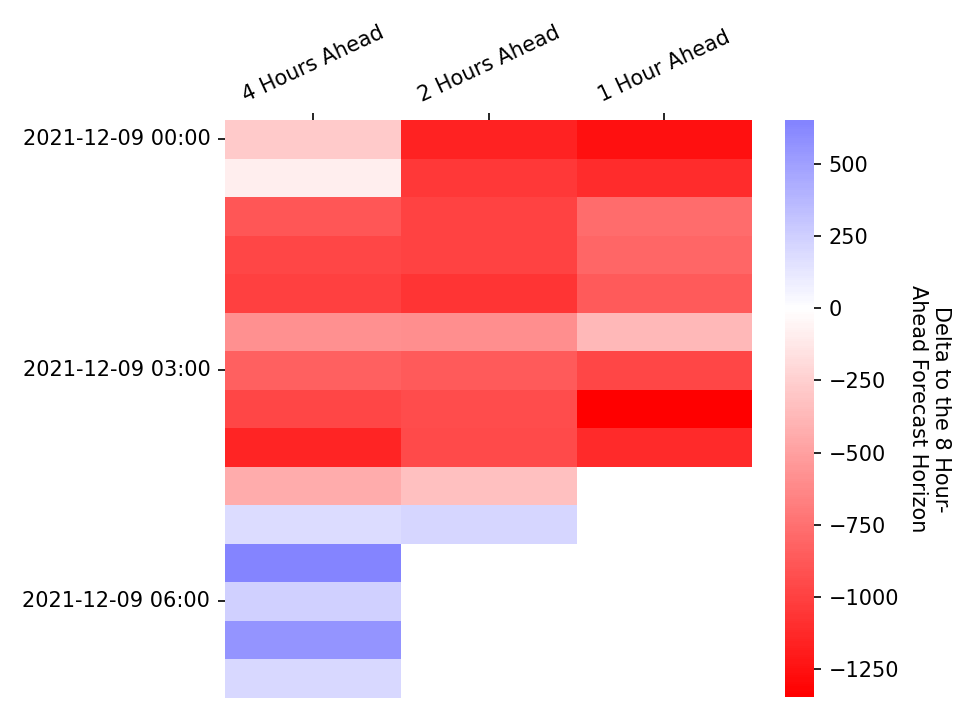 4 Hours Ahead
2 Hours Ahead
1 Hour Ahead
2021-12-09 00:00
2021-12-09 03:00
2021-12-09 06:00
500
250
0
−250
−500
−750
−1000
−1250
Delta to the 8 Hour-
Ahead Forecast Horizon